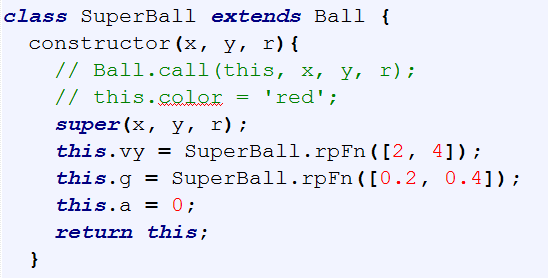 class SuperBall extends Ball {
  constructor(x, y, r){
    // Ball.call(this, x, y, r);
    // this.color = 'red';
    super(x, y, r);
    this.vy = SuperBall.rpFn([2, 4]);
    this.g = SuperBall.rpFn([0.2, 0.4]);
    this.a = 0;
    return this;
  }